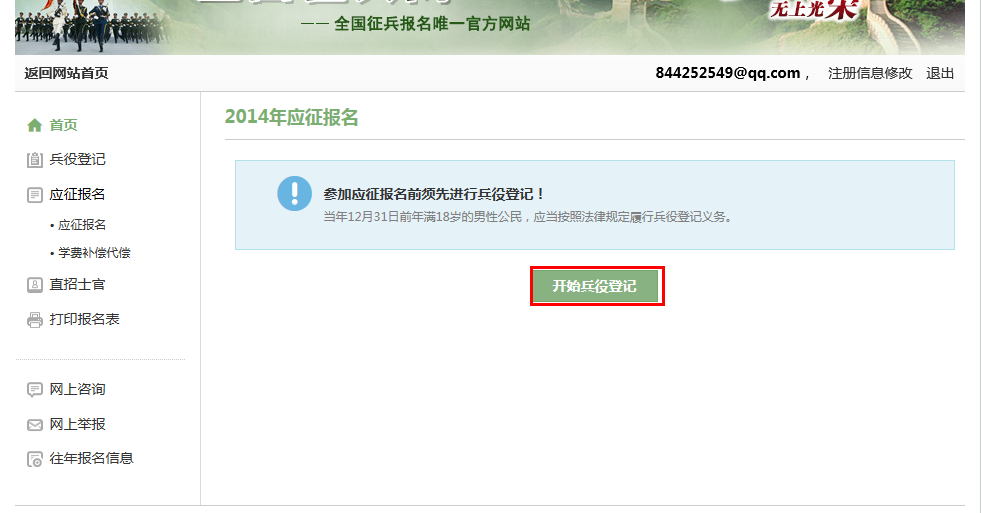 —— 全国征兵报名唯一官方网站
无上光荣
返回网站首页
844252549@qq.com， 注册信息修改 退出
首页
兵役登记
应征报名
• 应征报名
• 学费补偿代偿
直招士官
打印报名表
网上咨询
网上举报
往年报名信息
2014年应征报名
参加应征报名前须先进行兵役登记！
当年12月31日前年满18岁的男性公民，应当按照法律规定履行兵役登记义务。
开始兵役登记